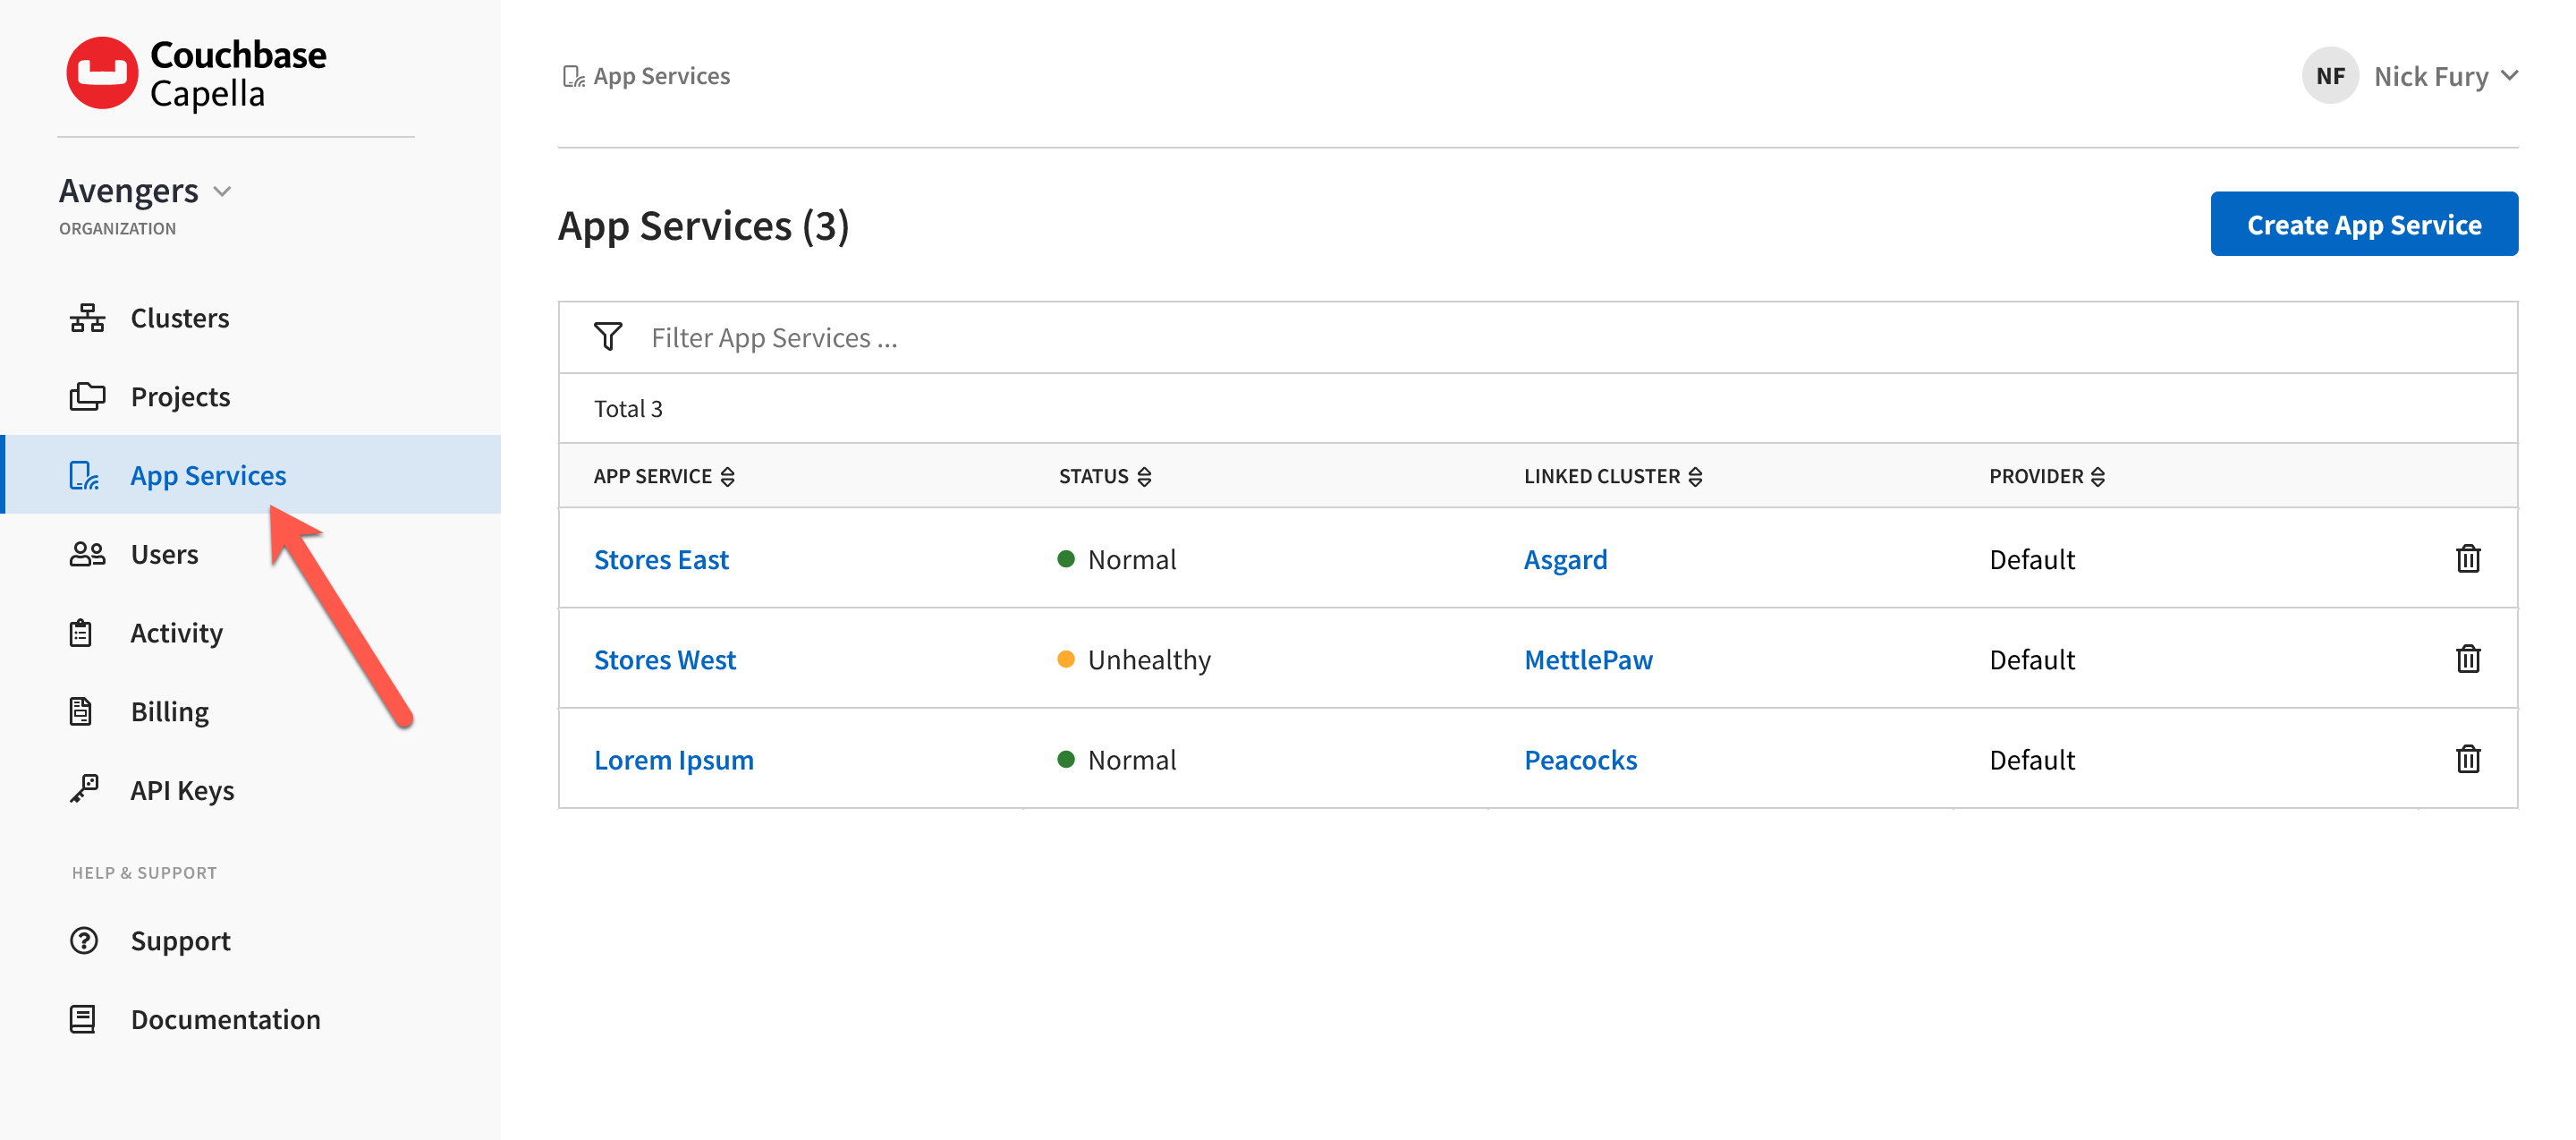 Couchbase
Capella
Avengers
ORGANIZATION
Clusters
Projects
App Services
Users
Activity
Billing
API Keys
HELP & SUPPORT
Support
Documentation
App Services
NF Nick Fury
App Services (3)
Create App Service
Filter App Services ...
Total 3
APP SERVICE STATUS LINKED CLUSTER PROVIDER
Stores East Normal Asgard Default
Stores West Unhealthy MettlePaw Default
Lorem Ipsum Normal Peacocks Default